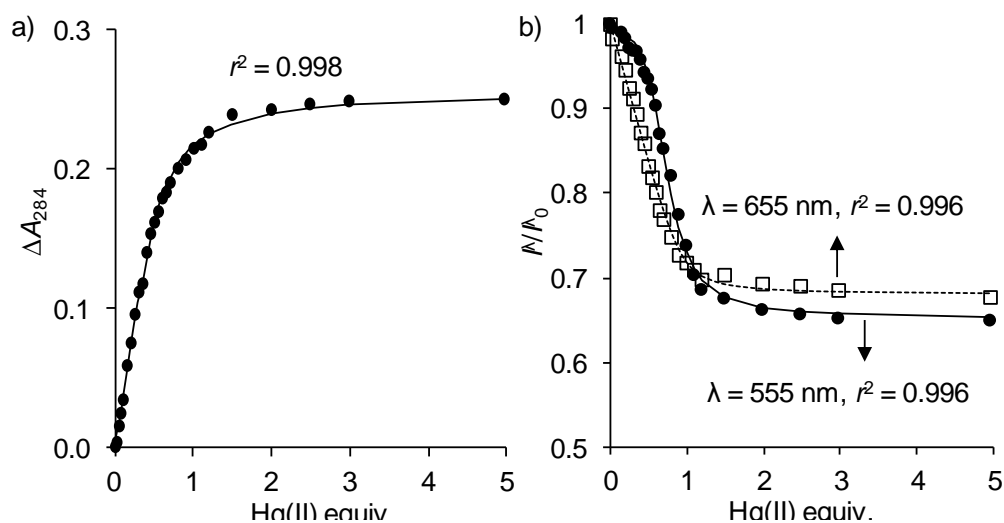 a)
0.3
0.2
0.1
0.0
ΔA284
r² = 0.998
0 1 2 3 4 5
Hg(II) equiv.
b)
1
0.9
0.8
0.7
0.6
0.5
λ = 655 nm, r² = 0.996
λ = 555 nm, r² = 0.996
0 1 2 3 4 5
Hg(II) equiv.